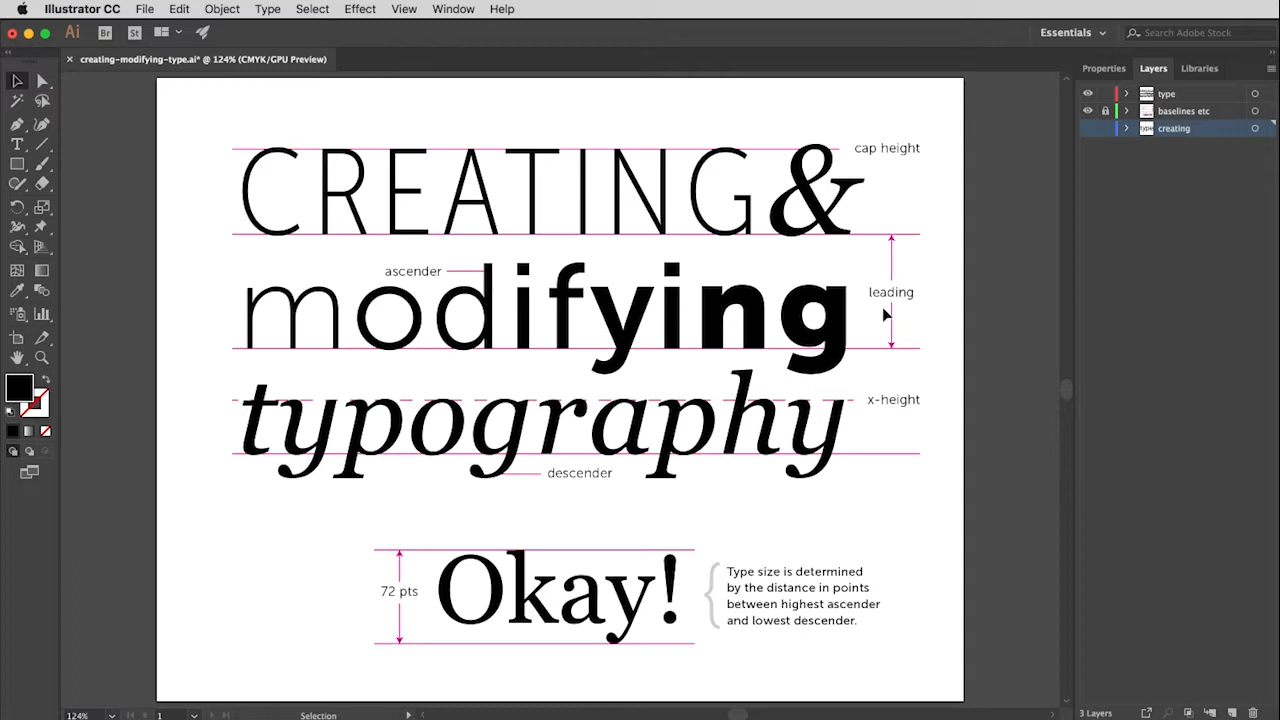 Illustrator CC File Edit Object Type Select Effect View Window Help
Ai Br St Essentials Search Adobe Stock
× creating-modifying-type.ai* @ 124% (CMYK/GPU Preview)
Properties Layers Libraries
type
baselines etc
creating
CREATING&
cap height
ascender
modifying
leading
typography
x-height
descender
72 pts
Okay!
Type size is determined
by the distance in points
between highest ascender
and lowest descender.
124% 1 Selection
3 Layers